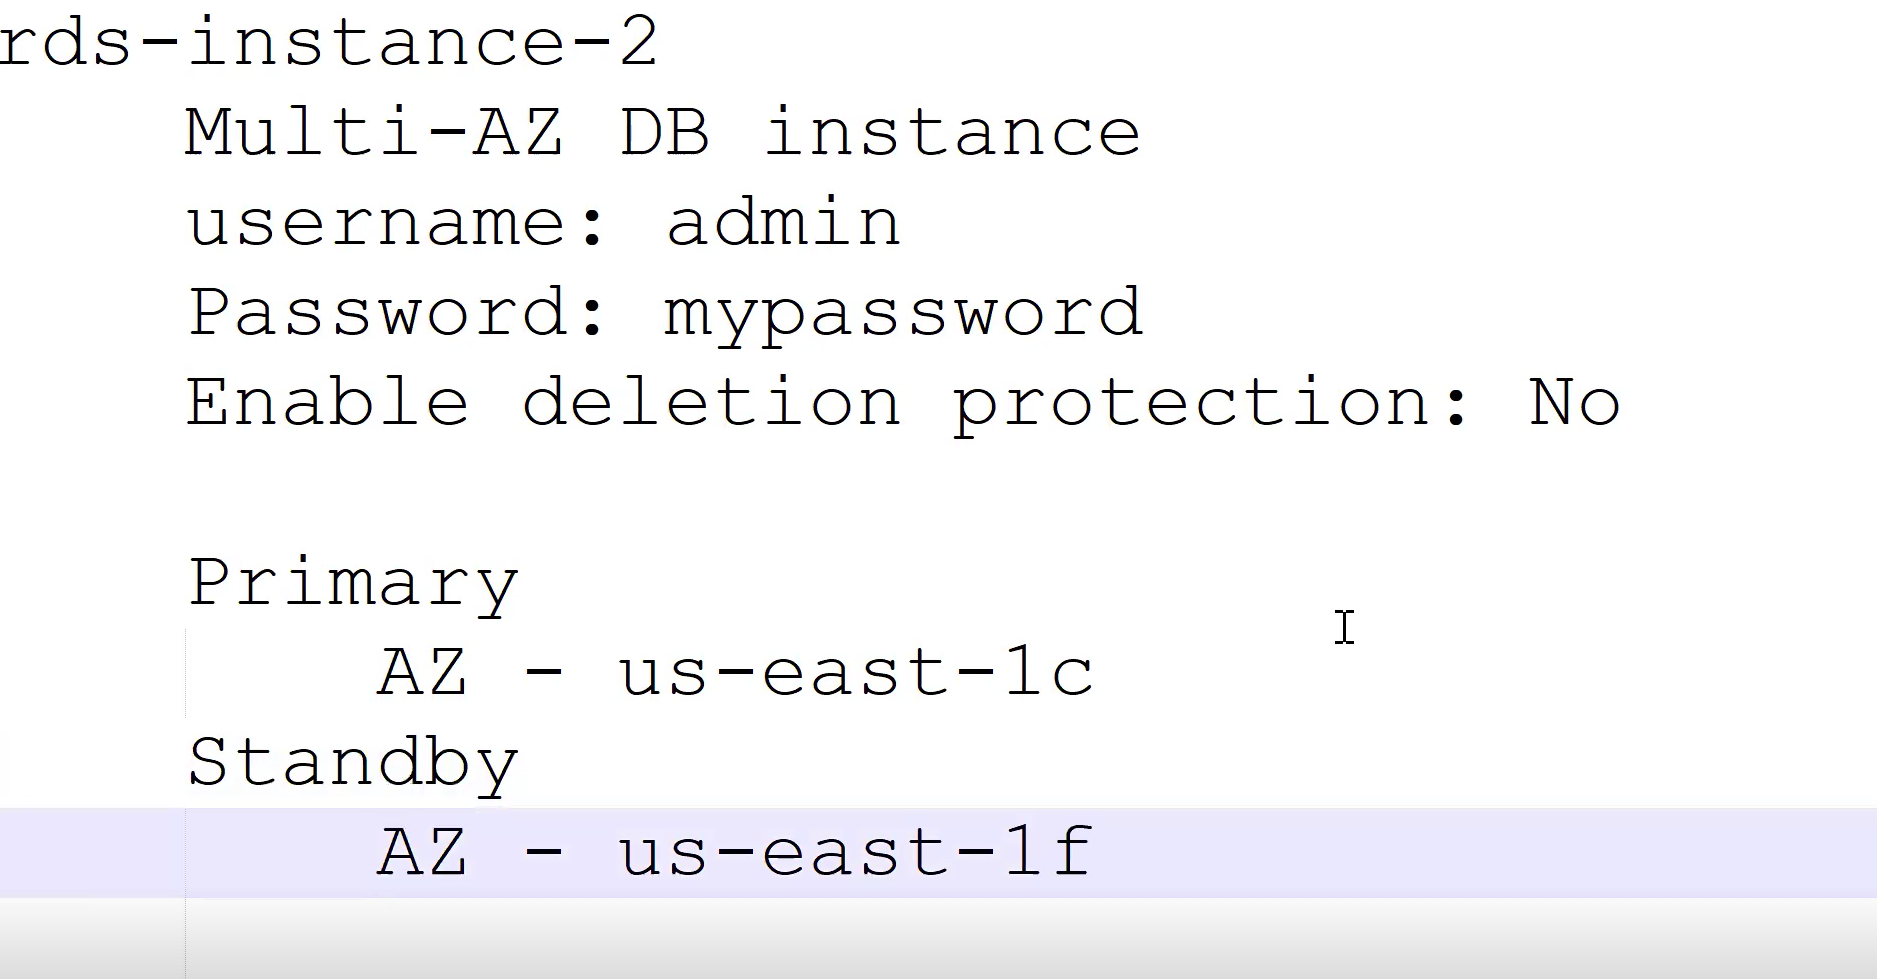 rds-instance-2
Multi-AZ DB instance
username: admin
Password: mypassword
Enable deletion protection: No
Primary
AZ - us-east-1c
Standby
AZ - us-east-1f